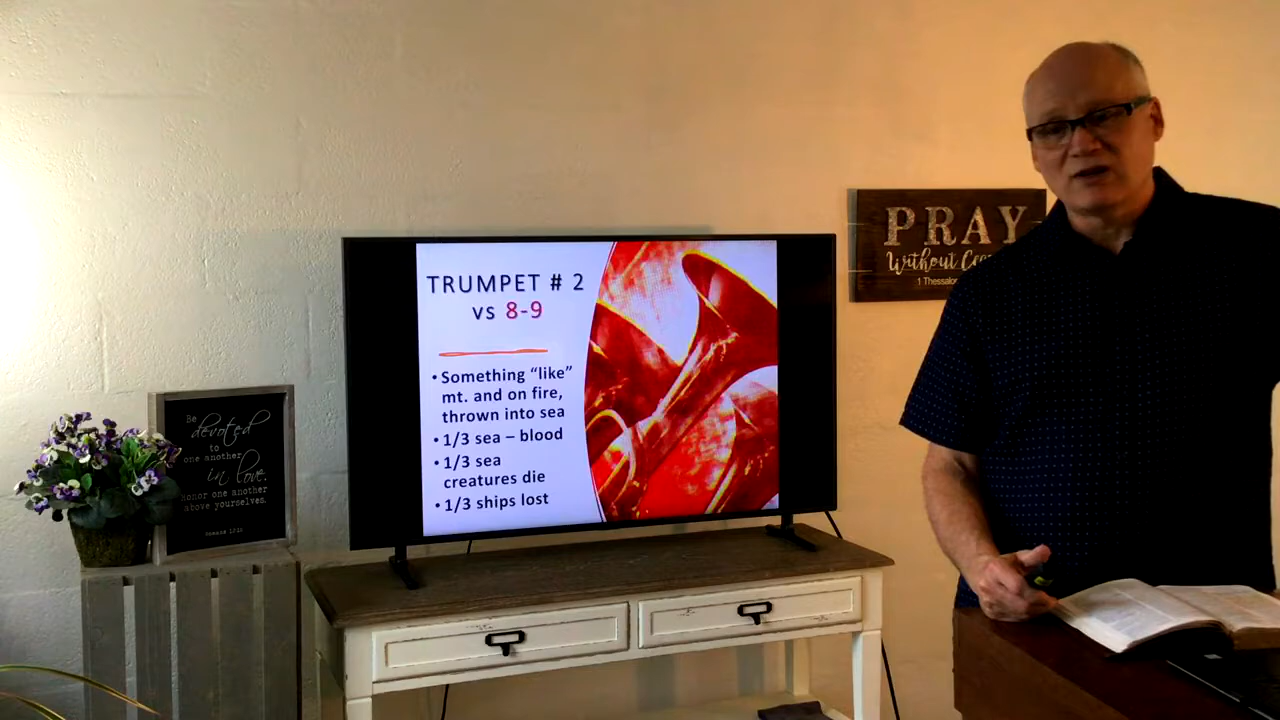 TRUMPET # 2
vs 8-9
• Something "like"
mt. and on fire,
thrown into sea
• 1/3 sea – blood
• 1/3 sea
creatures die
• 1/3 ships lost
PRAY
Without
1 Thessalo
Be
devoted
to
one another
in love.
Honor one another
above yourselves.